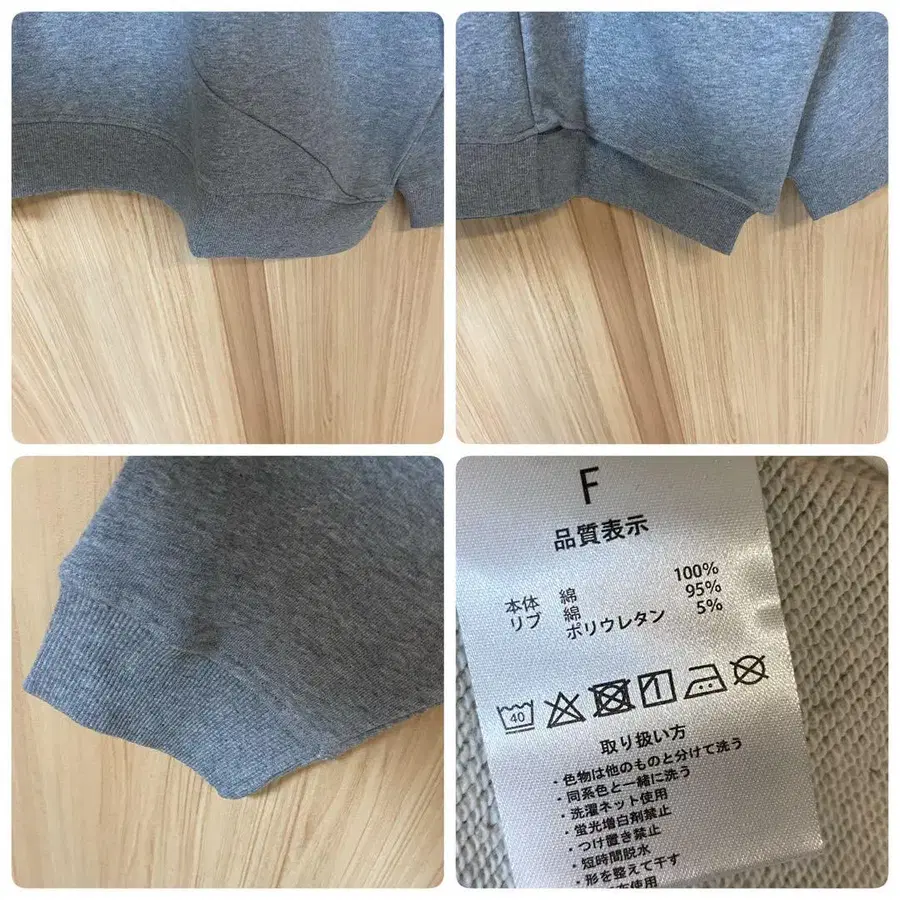 F
品質表示
本体 綿 100%
リブ 綿 95%
ポリウレタン 5%
40
取り扱い方
・色物は他のものと分けて洗う
・同系色と一緒に洗う
・洗濯ネット使用
・蛍光増白剤禁止
・つけ置き禁止
・短時間脱水
・形を整えて干す
布使用